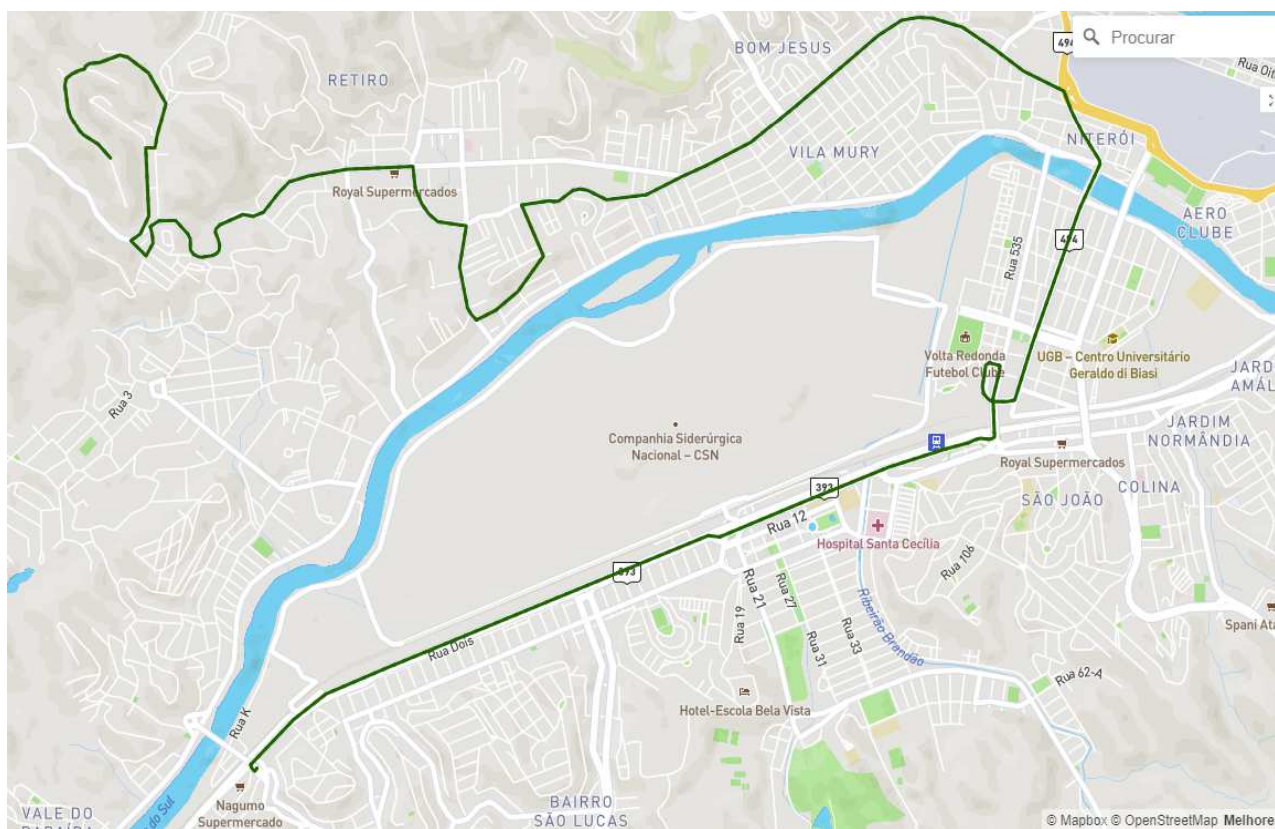 494
Procurar
BOM JESUS
Rua Oit
RETIRO
NITERÓI
VILA MURY
Royal Supermercados
AERO
CLUBE
494
Rua 535
Volta Redonda
Futebol Clube
UGB – Centro Universitário
Geraldo di Biasi
JARD
AMÁL
Rua 3
Companhia Siderúrgica
Nacional – CSN
JARDIM
NORMÂNDIA
Royal Supermercados
COLINA
SÃO JOÃO
393
Rua 12
Hospital Santa Cecília
Rua 106
393
Rua 21
Rua 27
Rua 19
Rua 31
Rua 33
Ribeirão Brandão
Spani Ata
Rua Dois
Rua 62-A
Hotel-Escola Bela Vista
Rua K
Nagumo
Supermercado
VALE DO
do Sul
BAIRRO
SÃO LUCAS
© Mapbox © OpenStreetMap Melhore